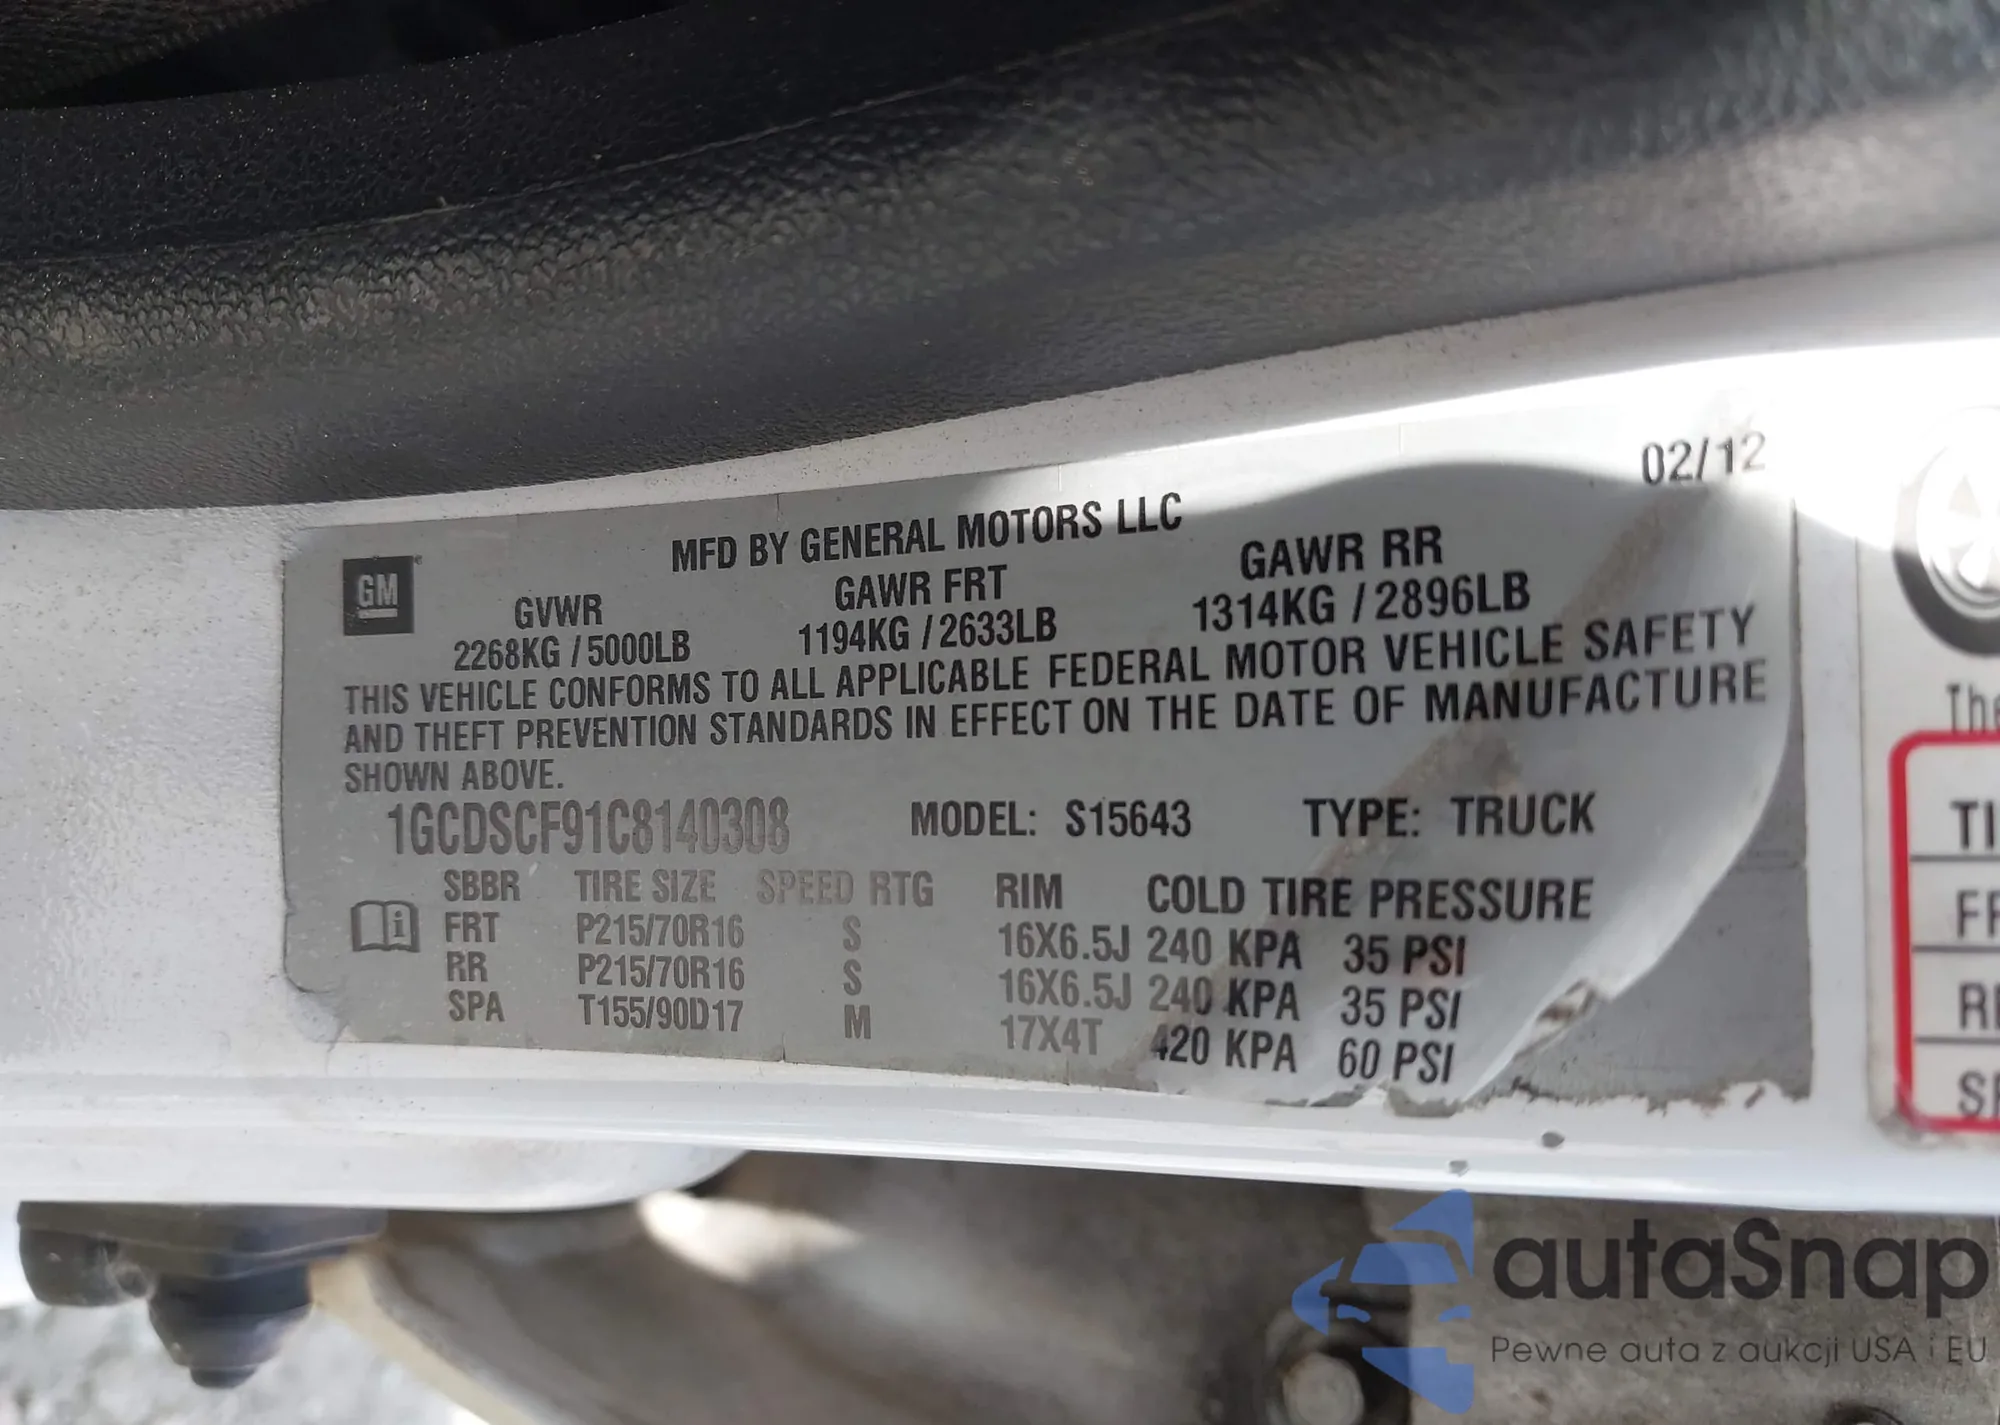 02/12
MFD BY GENERAL MOTORS LLC
GM
GVWR GAWR FRT GAWR RR
2268KG / 5000LB 1194KG / 2633LB 1314KG / 2896LB
THIS VEHICLE CONFORMS TO ALL APPLICABLE FEDERAL MOTOR VEHICLE SAFETY
AND THEFT PREVENTION STANDARDS IN EFFECT ON THE DATE OF MANUFACTURE
SHOWN ABOVE.
1GCDSCF91C8140308 MODEL: S15643 TYPE: TRUCK
SBBR TIRE SIZE SPEED RTG RIM COLD TIRE PRESSURE
FRT P215/70R16 S 16X6.5J 240 KPA 35 PSI
RR P215/70R16 S 16X6.5J 240 KPA 35 PSI
SPA T155/90D17 M 17X4T 420 KPA 60 PSI
The
TI
autaSnap
Pewne auta z aukcji USA i EU